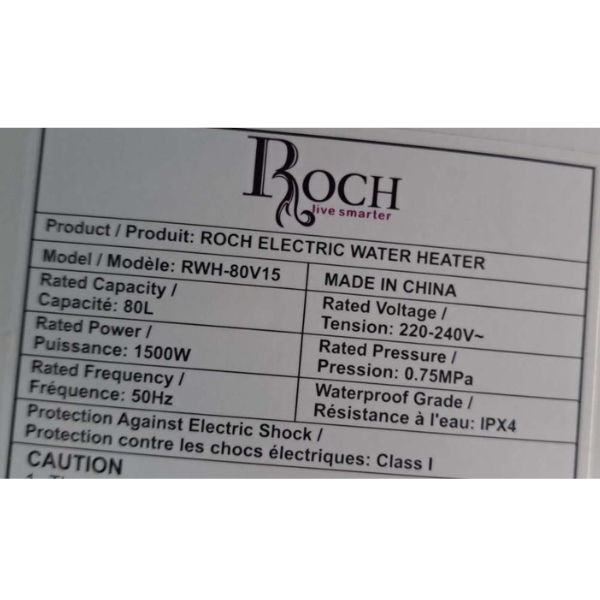 ROCH
live smarter
Product / Produit: ROCH ELECTRIC WATER HEATER
Model / Modèle: RWH-80V15
MADE IN CHINA
Rated Capacity /
Capacité: 80L
Rated Voltage /
Tension: 220-240V~
Rated Power /
Puissance: 1500W
Rated Pressure /
Pression: 0.75MPa
Rated Frequency /
Fréquence: 50Hz
Waterproof Grade /
Résistance à l'eau: IPX4
Protection Against Electric Shock /
Protection contre les chocs électriques: Class I
CAUTION